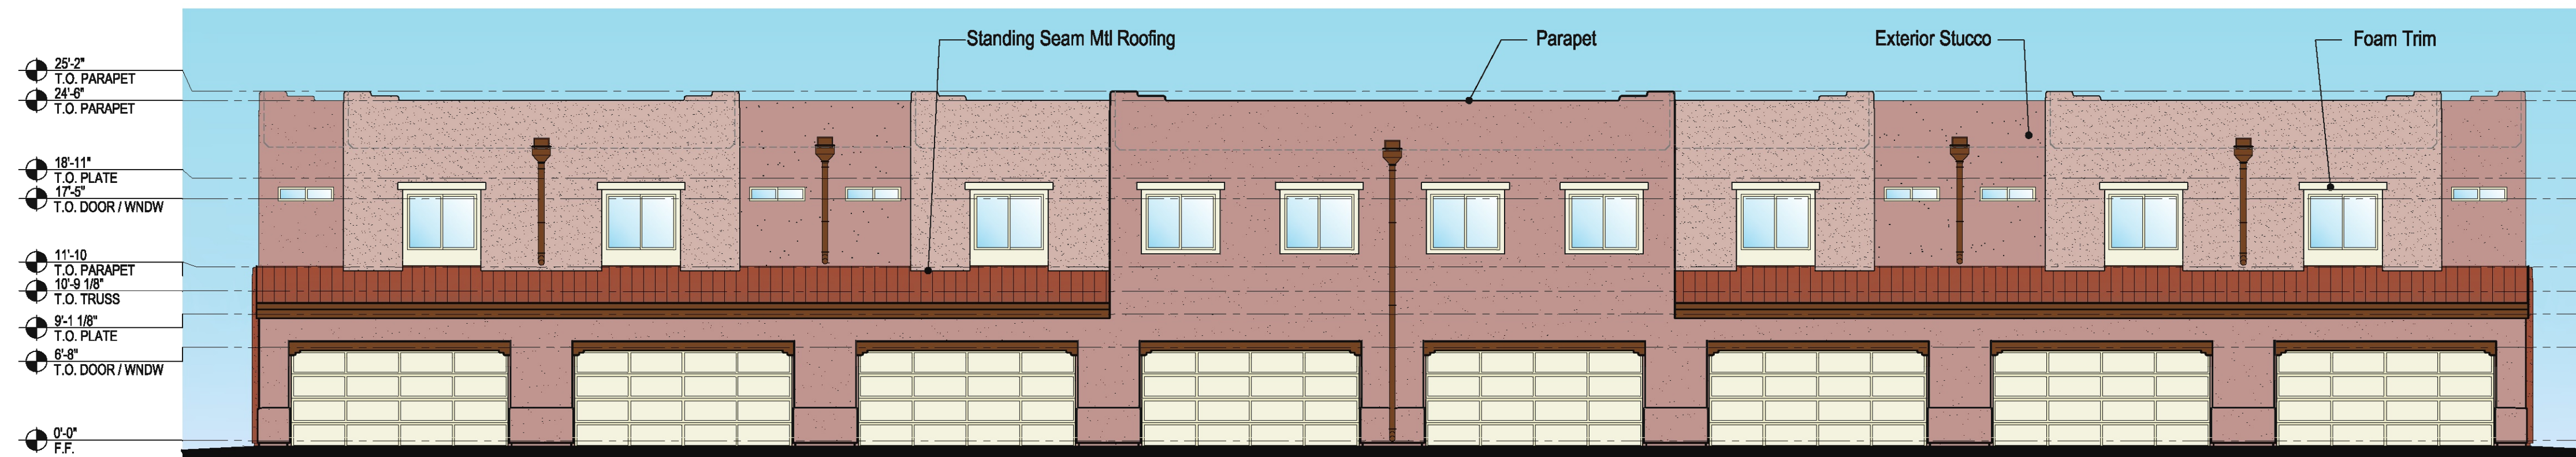 Standing Seam Mtl Roofing
Parapet
Exterior Stucco
Foam Trim
25'-2"
T.O. PARAPET
24'-6"
T.O. PARAPET
18'-11"
T.O. PLATE
17'-5"
T.O. DOOR / WNDW
11'-10
T.O. PARAPET
10'-9 1/8"
T.O. TRUSS
9'-1 1/8"
T.O. PLATE
6'-8"
T.O. DOOR / WNDW
0'-0"
F.F.